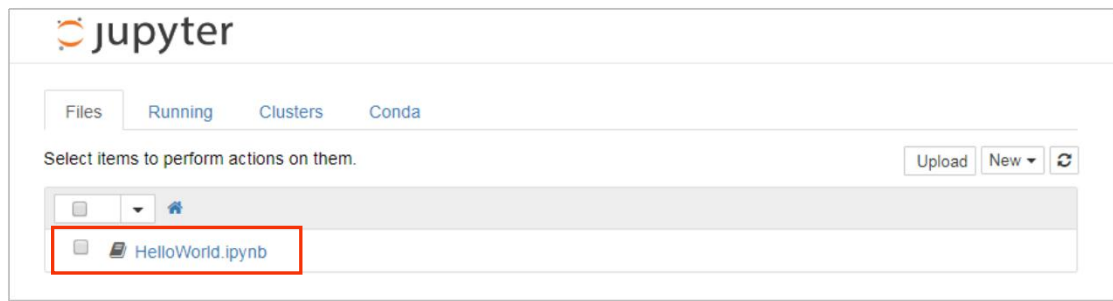 jupyter
Files Running Clusters Conda
Select items to perform actions on them.
Upload New
HelloWorld.ipynb